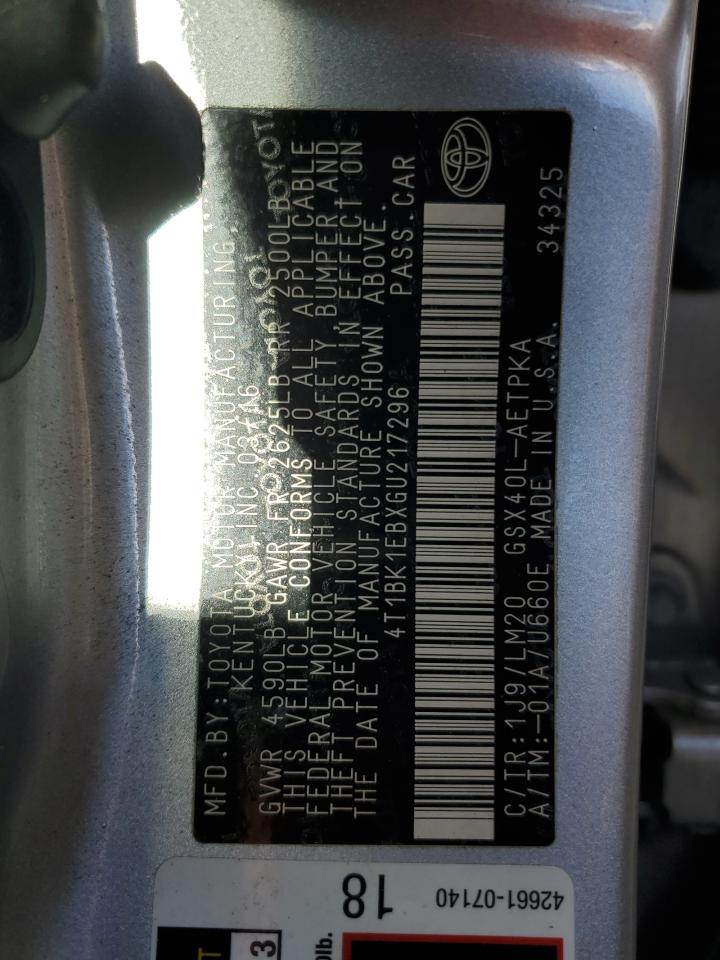 MFD.BY:TOYOTA MOTOR MANUFACTURING,
KENTUCKY INC 03/16
GVWR 4590LB GAWR FR 2625LB RR 2500LB
THIS VEHICLE CONFORMS TO ALL APPLICABLE
FEDERAL MOTOR VEHICLE SAFETY BUMPER AND
THEFT PREVENTION STANDARDS IN EFFECT ON
THE DATE OF MANUFACTURE SHOWN ABOVE.
4T1BK1EBXGU217296 PASS.CAR
C/TR:1J9/LM20 GSX40L-AETPKA
A/TM:-01A/U660E MADE IN U.S.A. 34325
42661-07140
18
3